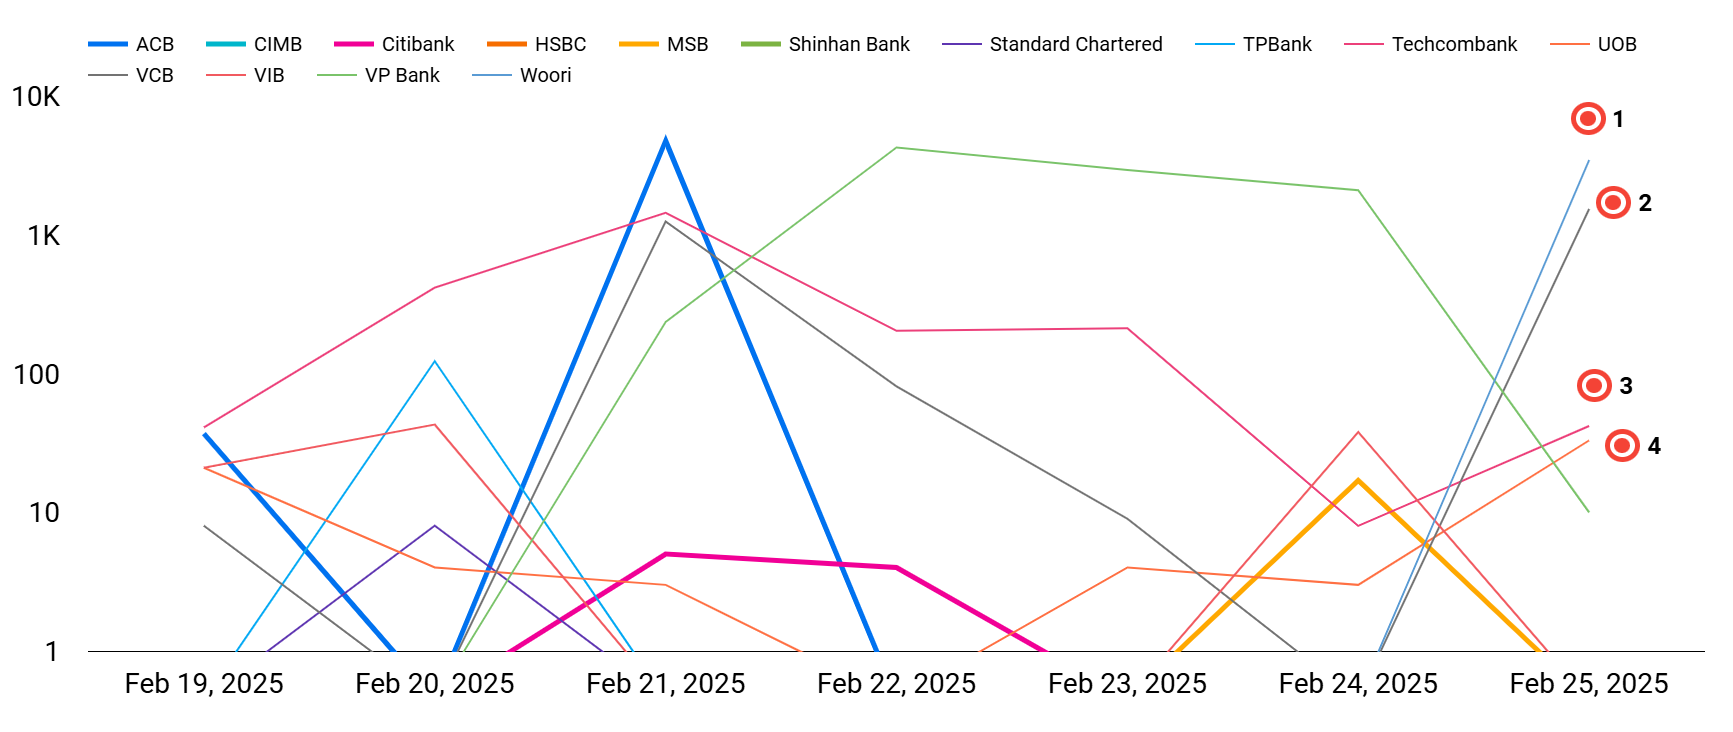 ACB CIMB Citibank HSBC MSB Shinhan Bank Standard Chartered TPBank Techcombank UOB
VCB VIB VP Bank Woori
10K
1
2
1K
100
3
4
10
1
Feb 19, 2025 Feb 20, 2025 Feb 21, 2025 Feb 22, 2025 Feb 23, 2025 Feb 24, 2025 Feb 25, 2025